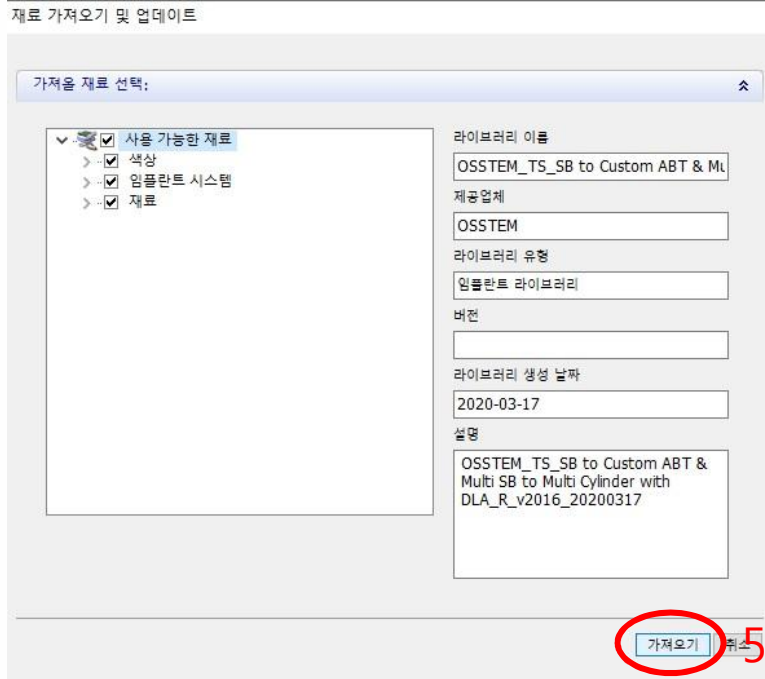 재료 가져오기 및 업데이트
가져올 재료 선택:
사용 가능한 재료
색상
임플란트 시스템
재료
라이브러리 이름
OSSTEM_TS_SB to Custom ABT & Mu
제공업체
OSSTEM
라이브러리 유형
임플란트 라이브러리
버전
라이브러리 생성 날짜
2020-03-17
설명
OSSTEM_TS_SB to Custom ABT &
Multi SB to Multi Cylinder with
DLA_R_v2016_20200317
가져오기 취소 5